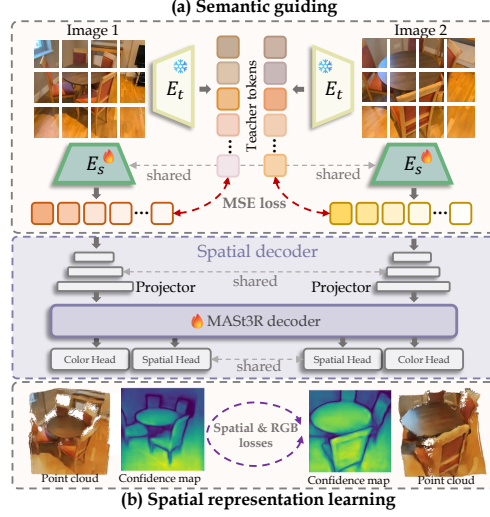 (a) Semantic guiding
Image 1
Image 2
E_t
Teacher tokens
E_t
E_s
shared
shared
E_s
MSE loss
Spatial decoder
shared
Projector
Projector
MASt3R decoder
Color Head
Spatial Head
shared
Spatial Head
Color Head
Spatial & RGB
losses
Point cloud
Confidence map
Confidence map
Point cloud
(b) Spatial representation learning